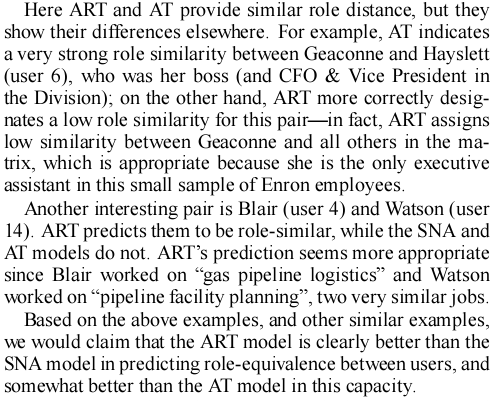 Here ART and AT provide similar role distance, but they
show their differences elsewhere. For example, AT indicates
a very strong role similarity between Geaconne and Hayslett
(user 6), who was her boss (and CFO & Vice President in
the Division); on the other hand, ART more correctly desig-
nates a low role similarity for this pair—in fact, ART assigns
low similarity between Geaconne and all others in the ma-
trix, which is appropriate because she is the only executive
assistant in this small sample of Enron employees.
Another interesting pair is Blair (user 4) and Watson (user
14). ART predicts them to be role-similar, while the SNA and
AT models do not. ART’s prediction seems more appropriate
since Blair worked on “gas pipeline logistics” and Watson
worked on “pipeline facility planning”, two very similar jobs.
Based on the above examples, and other similar examples,
we would claim that the ART model is clearly better than the
SNA model in predicting role-equivalence between users, and
somewhat better than the AT model in this capacity.